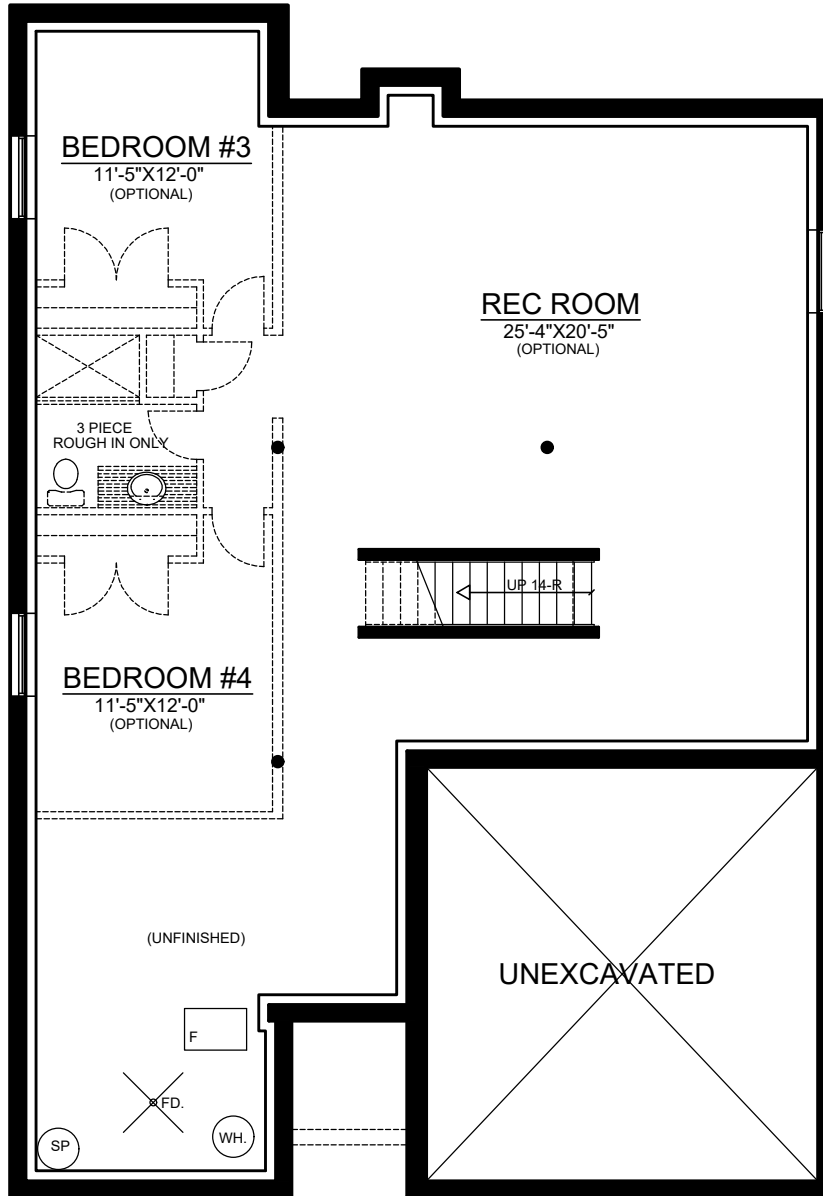 BEDROOM #3
11'-5"X12'-0"
(OPTIONAL)
REC ROOM
25'-4"X20'-5"
(OPTIONAL)
3 PIECE
ROUGH IN ONLY
UP 14-R
BEDROOM #4
11'-5"X12'-0"
(OPTIONAL)
(UNFINISHED)
UNEXCAVATED
F
FD.
SP
WH.